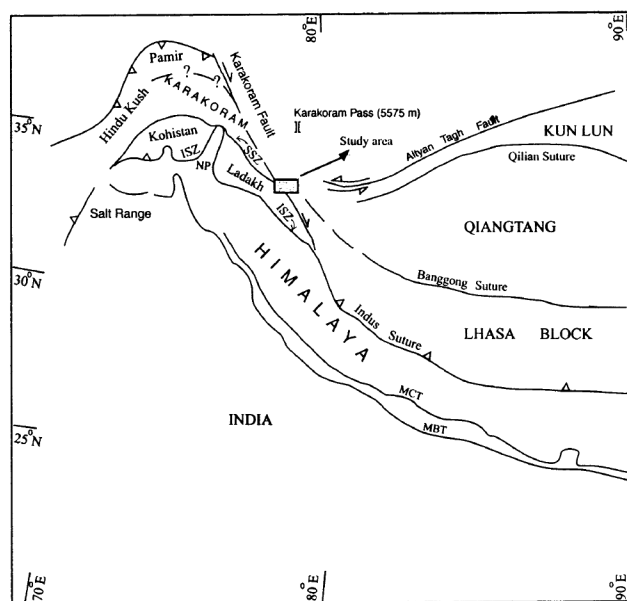 80 E
90 E
Pamir
? ?
Hindu Kush
KARAKORAM
Karakoram Fault
35°N
Karakoram Pass (5575 m)
][
Study area
Altyan Tagh Fault
KUN LUN
Qilian Suture
Kohistan
ISZ
SSZ
NP
Ladakh
ISZ
Salt Range
QIANGTANG
30°N
Banggong Suture
HIMALAYA
Indus Suture
LHASA BLOCK
MCT
MBT
INDIA
25°N
70 E
80 E
90 E